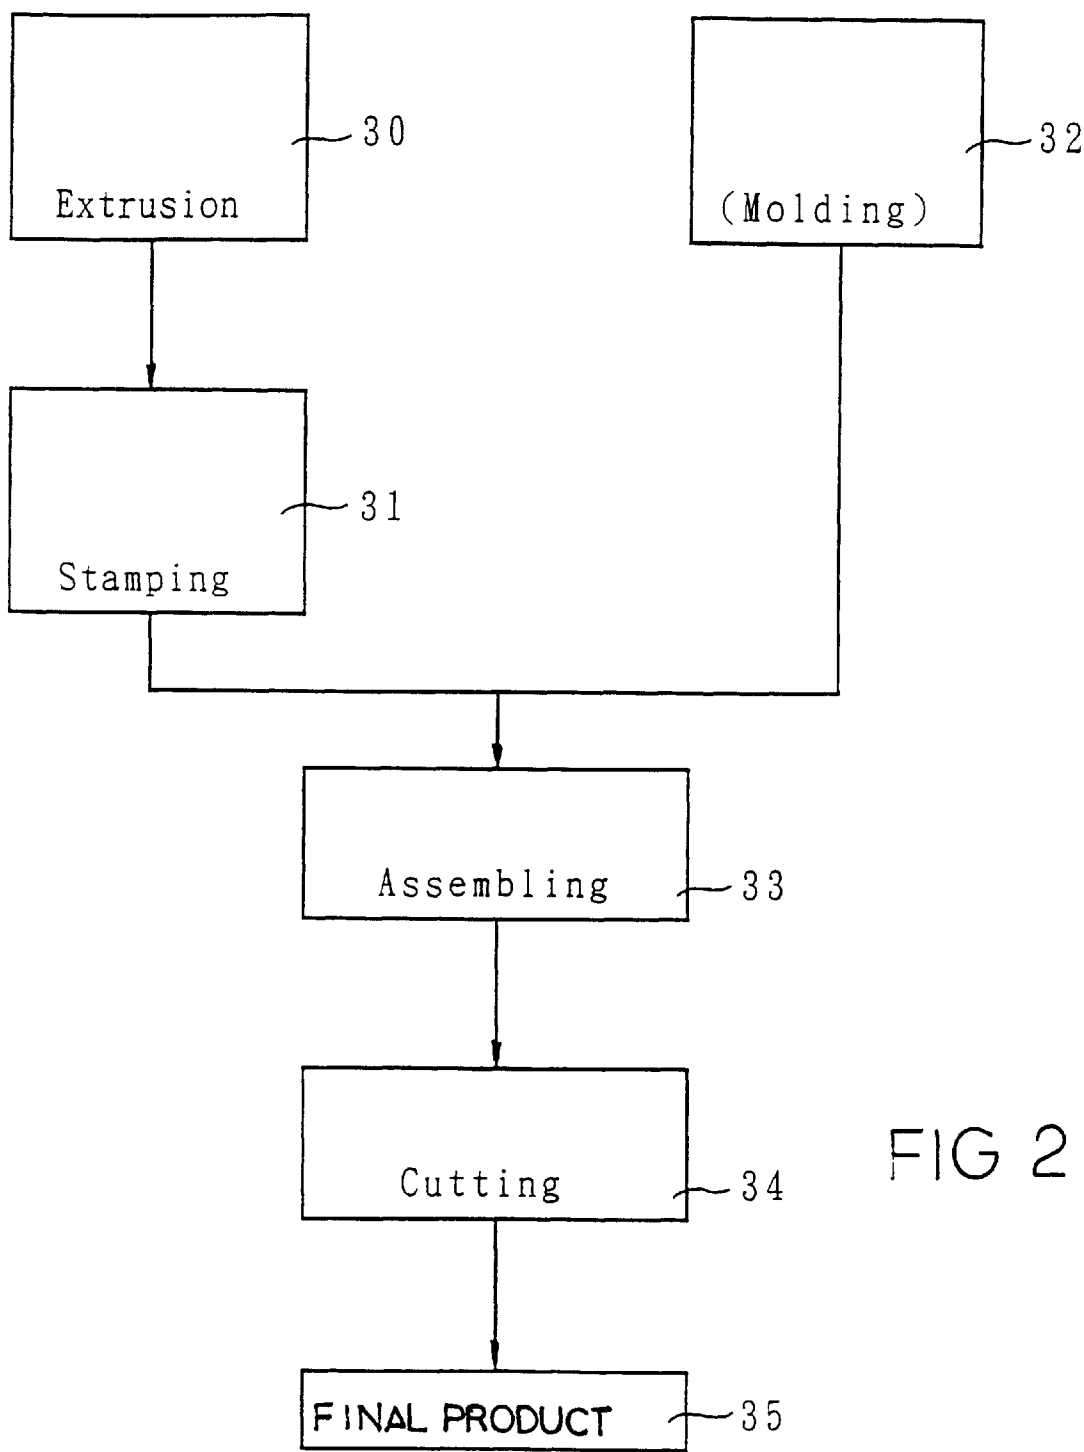 30
Extrusion
32
(Molding)
31
Stamping
Assembling
33
Cutting
34
FIG 2
FINAL PRODUCT
35